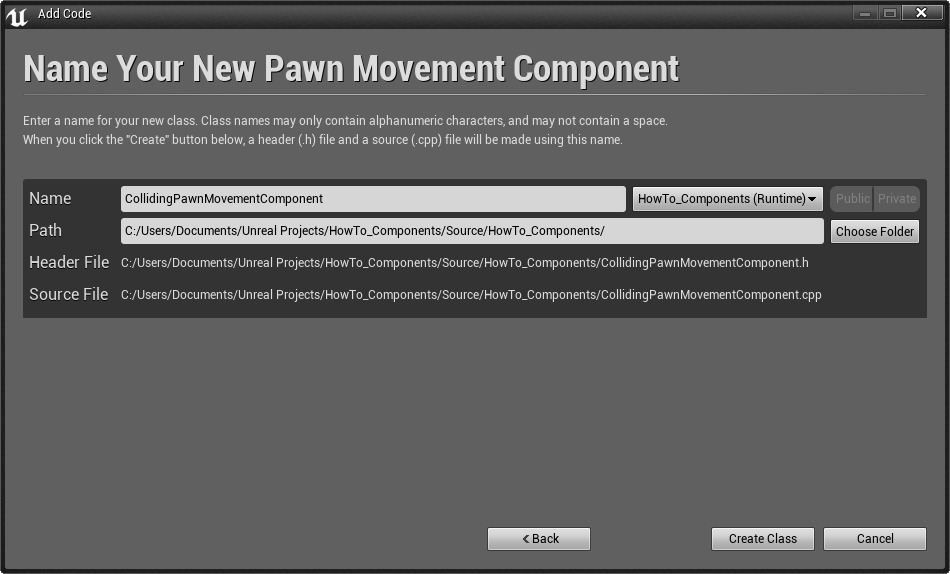 Add Code
Name Your New Pawn Movement Component
Enter a name for your new class. Class names may only contain alphanumeric characters, and may not contain a space.
When you click the "Create" button below, a header (.h) file and a source (.cpp) file will be made using this name.
Name CollidingPawnMovementComponent HowTo_Components (Runtime) Public Private
Path C:/Users/Documents/Unreal Projects/HowTo_Components/Source/HowTo_Components/ Choose Folder
Header File C:/Users/Documents/Unreal Projects/HowTo_Components/Source/HowTo_Components/CollidingPawnMovementComponent.h
Source File C:/Users/Documents/Unreal Projects/HowTo_Components/Source/HowTo_Components/CollidingPawnMovementComponent.cpp
< Back Create Class Cancel